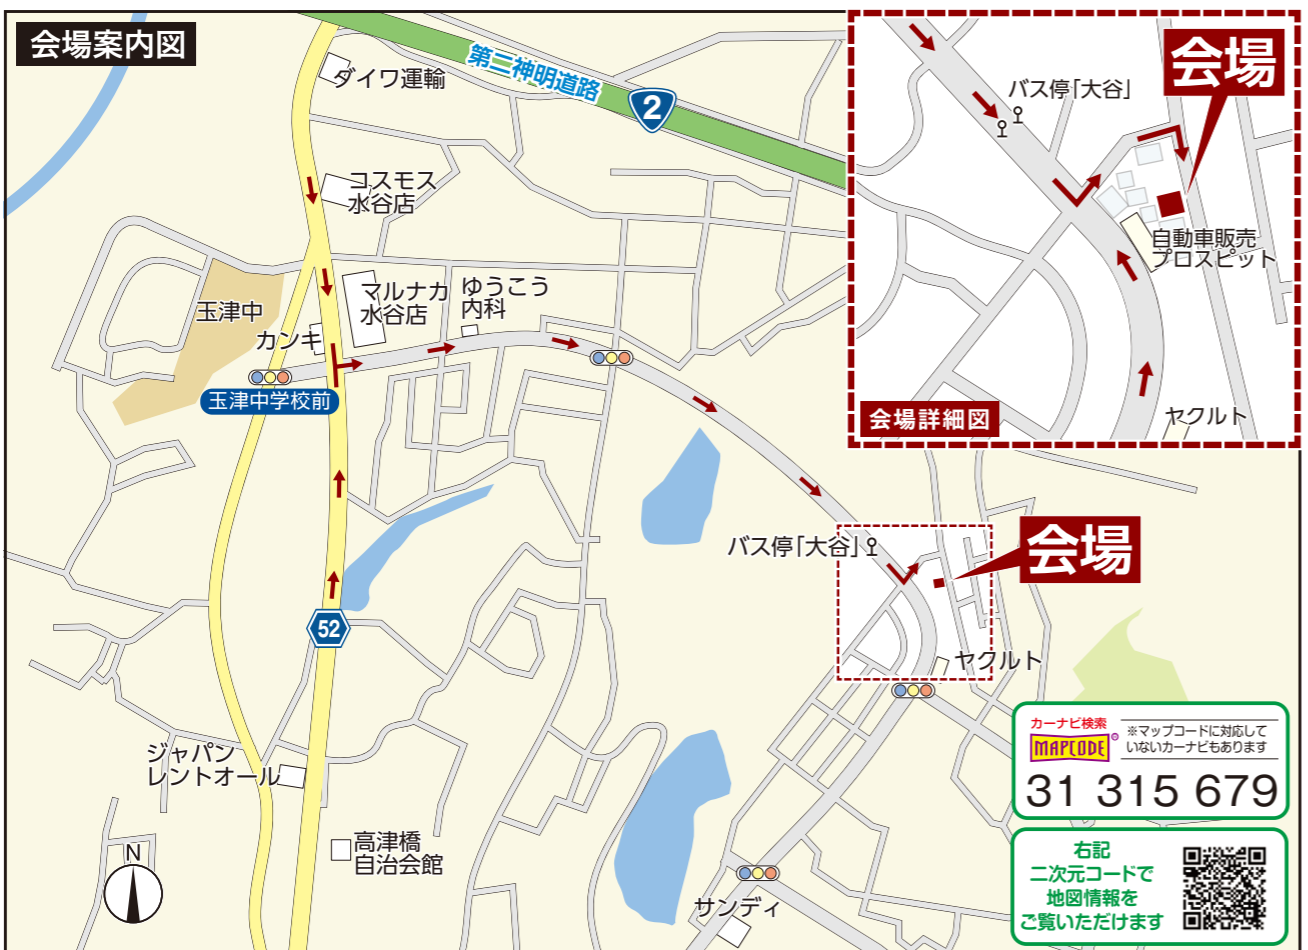 会場案内図
ダイワ運輸
第二神明道路
2
コスモス
水谷店
玉津中
カンキ
マルナカ
水谷店
ゆうこう
内科
玉津中学校前
52
ジャパン
レントオール
高津橋
自治会館
N
バス停「大谷」
会場
ヤクルト
サンディ
会場
バス停「大谷」
自動車販売
プロスピット
ヤクルト
会場詳細図
カーナビ検索
MAPCODE®
※マップコードに対応して
いないカーナビもあります
31 315 679
右記
二次元コードで
地図情報を
ご覧いただけます